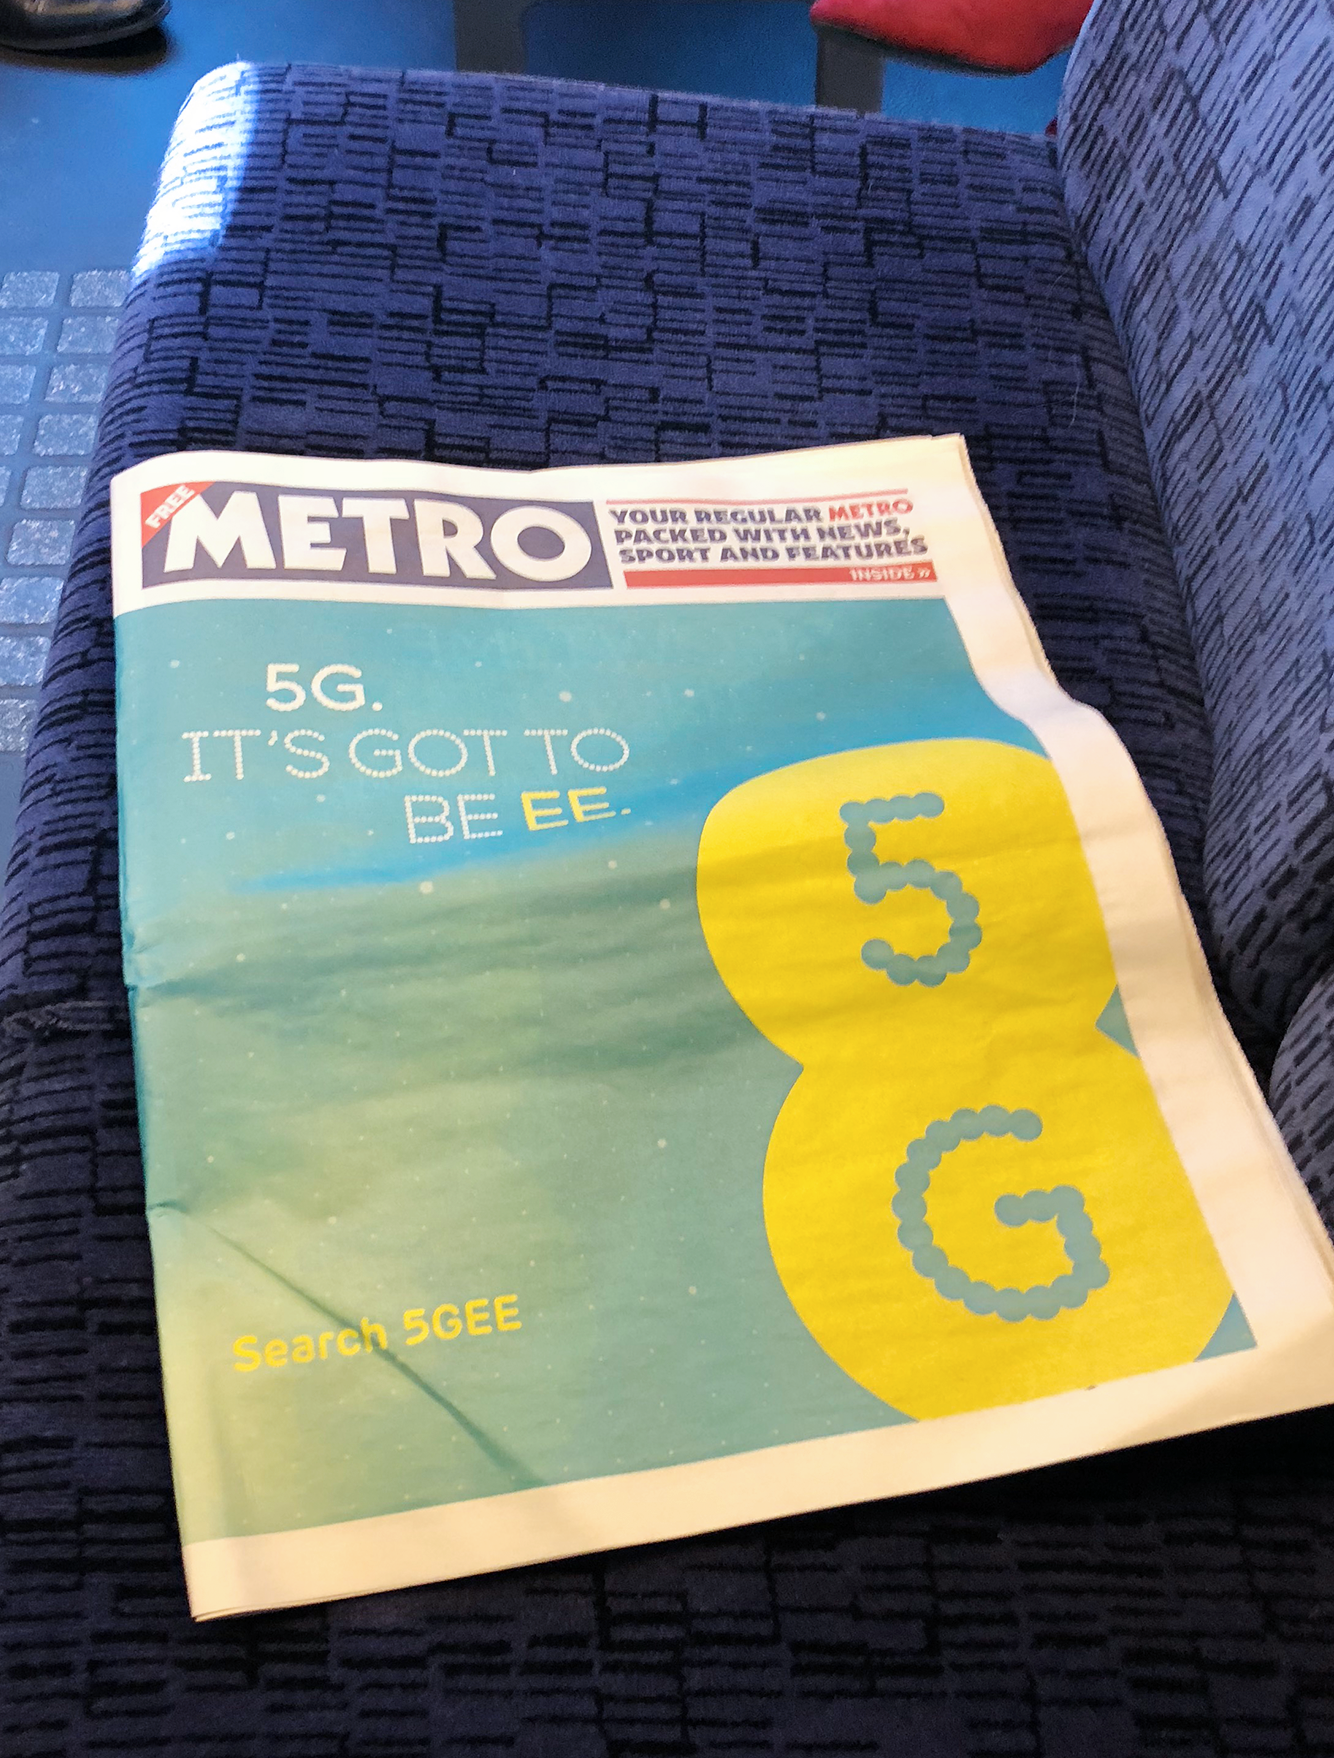 FREE
METRO
YOUR REGULAR METRO
PACKED WITH NEWS,
SPORT AND FEATURES
INSIDE »
5G.
IT'S GOT TO
BE EE.
5
G
Search 5GEE